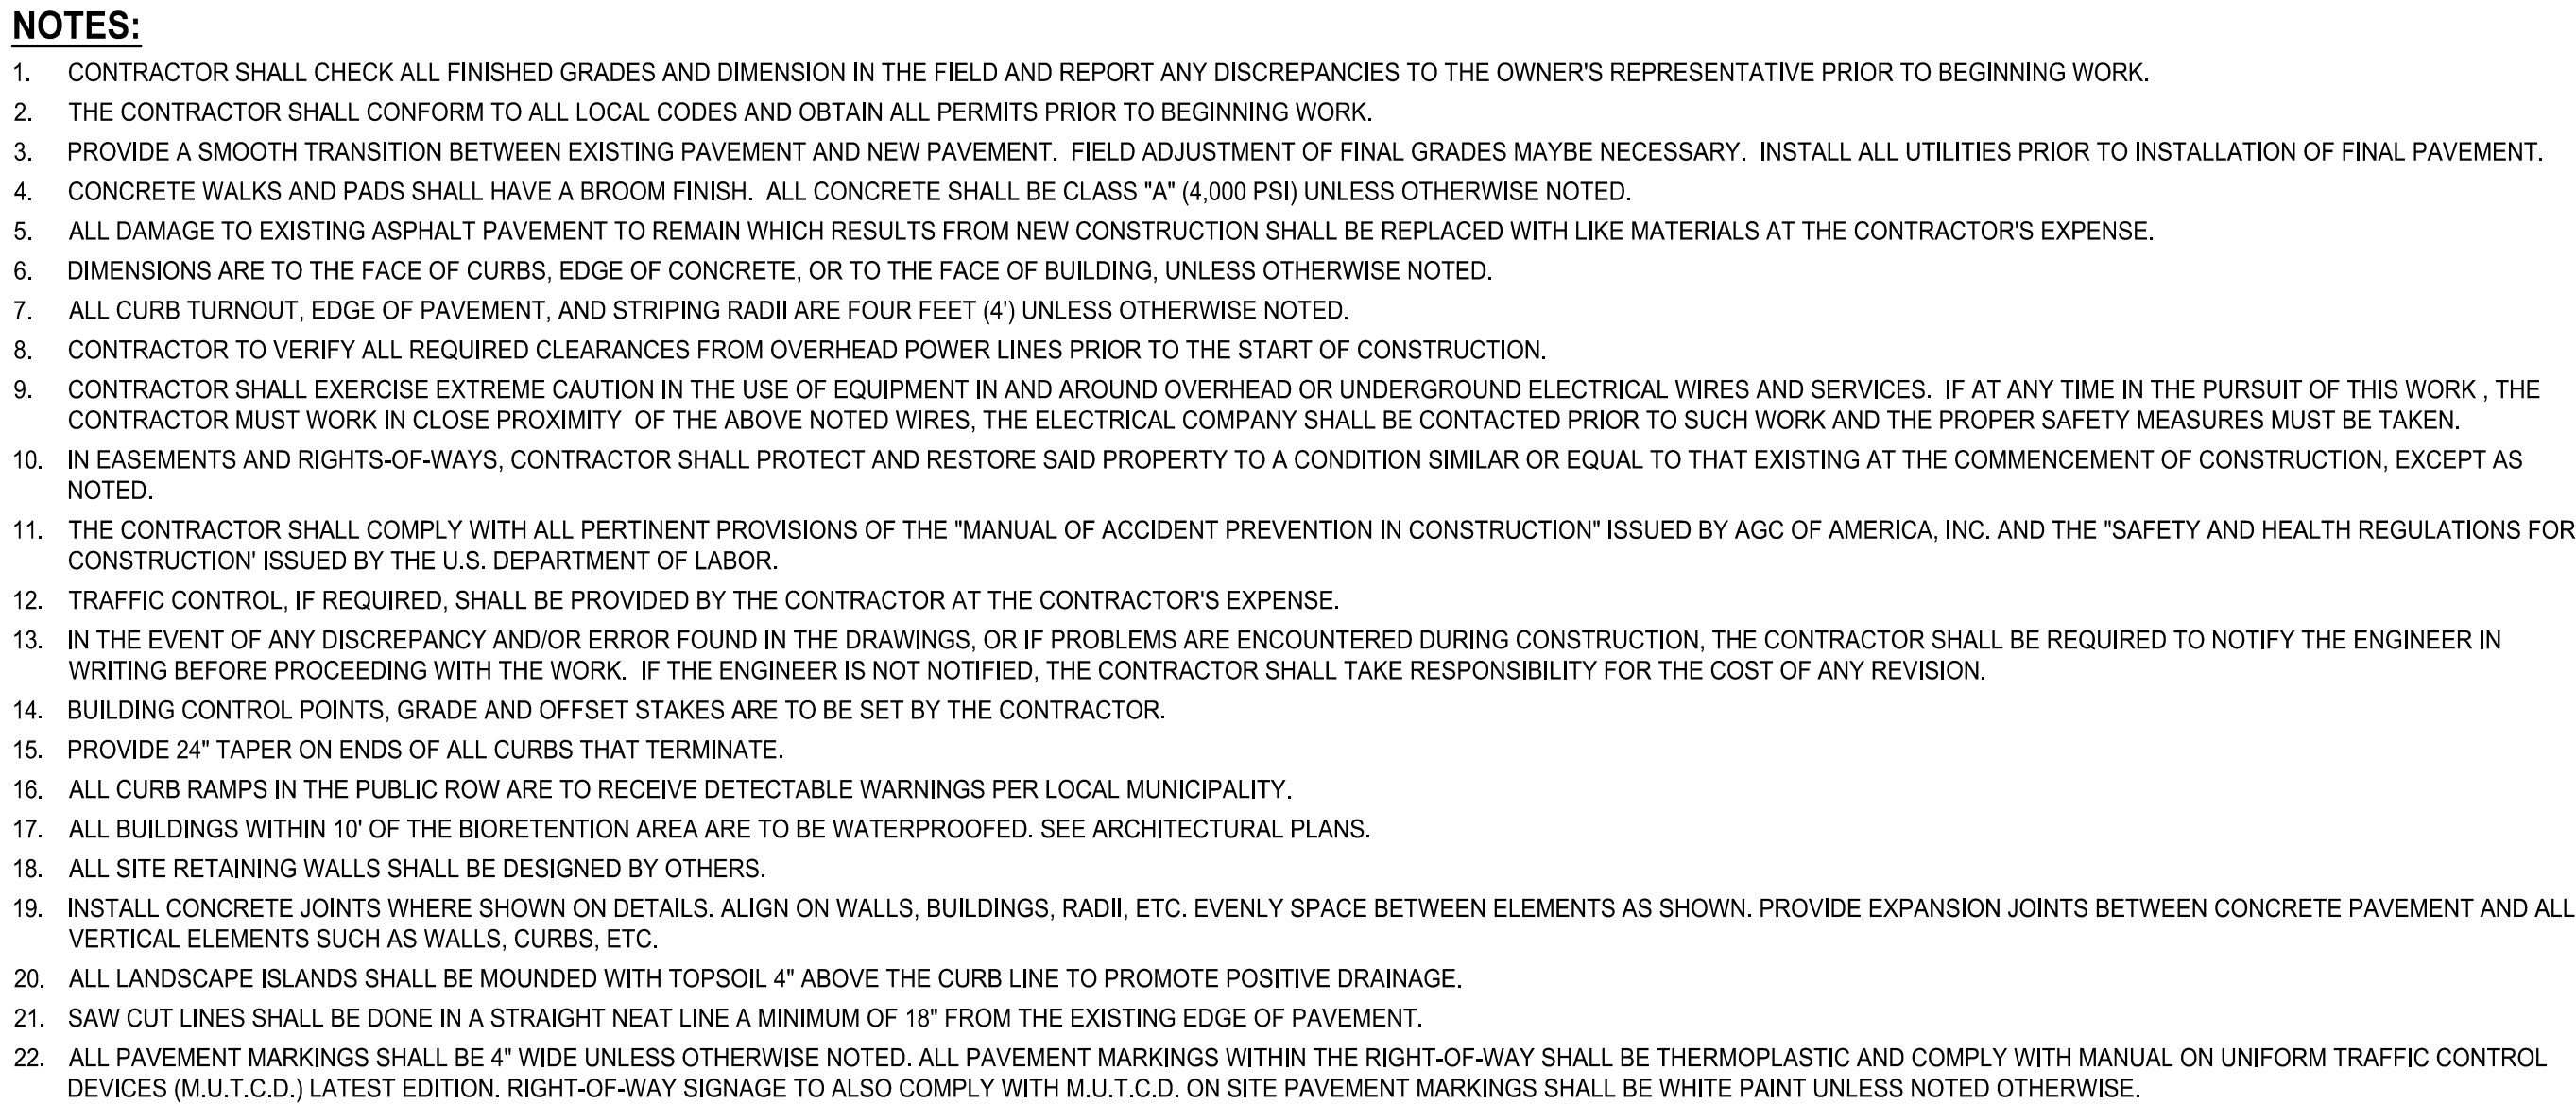 NOTES:
1. CONTRACTOR SHALL CHECK ALL FINISHED GRADES AND DIMENSION IN THE FIELD AND REPORT ANY DISCREPANCIES TO THE OWNER'S REPRESENTATIVE PRIOR TO BEGINNING WORK.
2. THE CONTRACTOR SHALL CONFORM TO ALL LOCAL CODES AND OBTAIN ALL PERMITS PRIOR TO BEGINNING WORK.
3. PROVIDE A SMOOTH TRANSITION BETWEEN EXISTING PAVEMENT AND NEW PAVEMENT. FIELD ADJUSTMENT OF FINAL GRADES MAYBE NECESSARY. INSTALL ALL UTILITIES PRIOR TO INSTALLATION OF FINAL PAVEMENT.
4. CONCRETE WALKS AND PADS SHALL HAVE A BROOM FINISH. ALL CONCRETE SHALL BE CLASS "A" (4,000 PSI) UNLESS OTHERWISE NOTED.
5. ALL DAMAGE TO EXISTING ASPHALT PAVEMENT TO REMAIN WHICH RESULTS FROM NEW CONSTRUCTION SHALL BE REPLACED WITH LIKE MATERIALS AT THE CONTRACTOR'S EXPENSE.
6. DIMENSIONS ARE TO THE FACE OF CURBS, EDGE OF CONCRETE, OR TO THE FACE OF BUILDING, UNLESS OTHERWISE NOTED.
7. ALL CURB TURNOUT, EDGE OF PAVEMENT, AND STRIPING RADII ARE FOUR FEET (4') UNLESS OTHERWISE NOTED.
8. CONTRACTOR TO VERIFY ALL REQUIRED CLEARANCES FROM OVERHEAD POWER LINES PRIOR TO THE START OF CONSTRUCTION.
9. CONTRACTOR SHALL EXERCISE EXTREME CAUTION IN THE USE OF EQUIPMENT IN AND AROUND OVERHEAD OR UNDERGROUND ELECTRICAL WIRES AND SERVICES. IF AT ANY TIME IN THE PURSUIT OF THIS WORK , THE
CONTRACTOR MUST WORK IN CLOSE PROXIMITY OF THE ABOVE NOTED WIRES, THE ELECTRICAL COMPANY SHALL BE CONTACTED PRIOR TO SUCH WORK AND THE PROPER SAFETY MEASURES MUST BE TAKEN.
10. IN EASEMENTS AND RIGHTS-OF-WAYS, CONTRACTOR SHALL PROTECT AND RESTORE SAID PROPERTY TO A CONDITION SIMILAR OR EQUAL TO THAT EXISTING AT THE COMMENCEMENT OF CONSTRUCTION, EXCEPT AS
NOTED.
11. THE CONTRACTOR SHALL COMPLY WITH ALL PERTINENT PROVISIONS OF THE "MANUAL OF ACCIDENT PREVENTION IN CONSTRUCTION" ISSUED BY AGC OF AMERICA, INC. AND THE "SAFETY AND HEALTH REGULATIONS FOR
CONSTRUCTION' ISSUED BY THE U.S. DEPARTMENT OF LABOR.
12. TRAFFIC CONTROL, IF REQUIRED, SHALL BE PROVIDED BY THE CONTRACTOR AT THE CONTRACTOR'S EXPENSE.
13. IN THE EVENT OF ANY DISCREPANCY AND/OR ERROR FOUND IN THE DRAWINGS, OR IF PROBLEMS ARE ENCOUNTERED DURING CONSTRUCTION, THE CONTRACTOR SHALL BE REQUIRED TO NOTIFY THE ENGINEER IN
WRITING BEFORE PROCEEDING WITH THE WORK. IF THE ENGINEER IS NOT NOTIFIED, THE CONTRACTOR SHALL TAKE RESPONSIBILITY FOR THE COST OF ANY REVISION.
14. BUILDING CONTROL POINTS, GRADE AND OFFSET STAKES ARE TO BE SET BY THE CONTRACTOR.
15. PROVIDE 24" TAPER ON ENDS OF ALL CURBS THAT TERMINATE.
16. ALL CURB RAMPS IN THE PUBLIC ROW ARE TO RECEIVE DETECTABLE WARNINGS PER LOCAL MUNICIPALITY.
17. ALL BUILDINGS WITHIN 10' OF THE BIORETENTION AREA ARE TO BE WATERPROOFED. SEE ARCHITECTURAL PLANS.
18. ALL SITE RETAINING WALLS SHALL BE DESIGNED BY OTHERS.
19. INSTALL CONCRETE JOINTS WHERE SHOWN ON DETAILS. ALIGN ON WALLS, BUILDINGS, RADII, ETC. EVENLY SPACE BETWEEN ELEMENTS AS SHOWN. PROVIDE EXPANSION JOINTS BETWEEN CONCRETE PAVEMENT AND ALL
VERTICAL ELEMENTS SUCH AS WALLS, CURBS, ETC.
20. ALL LANDSCAPE ISLANDS SHALL BE MOUNDED WITH TOPSOIL 4" ABOVE THE CURB LINE TO PROMOTE POSITIVE DRAINAGE.
21. SAW CUT LINES SHALL BE DONE IN A STRAIGHT NEAT LINE A MINIMUM OF 18" FROM THE EXISTING EDGE OF PAVEMENT.
22. ALL PAVEMENT MARKINGS SHALL BE 4" WIDE UNLESS OTHERWISE NOTED. ALL PAVEMENT MARKINGS WITHIN THE RIGHT-OF-WAY SHALL BE THERMOPLASTIC AND COMPLY WITH MANUAL ON UNIFORM TRAFFIC CONTROL
DEVICES (M.U.T.C.D.) LATEST EDITION. RIGHT-OF-WAY SIGNAGE TO ALSO COMPLY WITH M.U.T.C.D. ON SITE PAVEMENT MARKINGS SHALL BE WHITE PAINT UNLESS NOTED OTHERWISE.